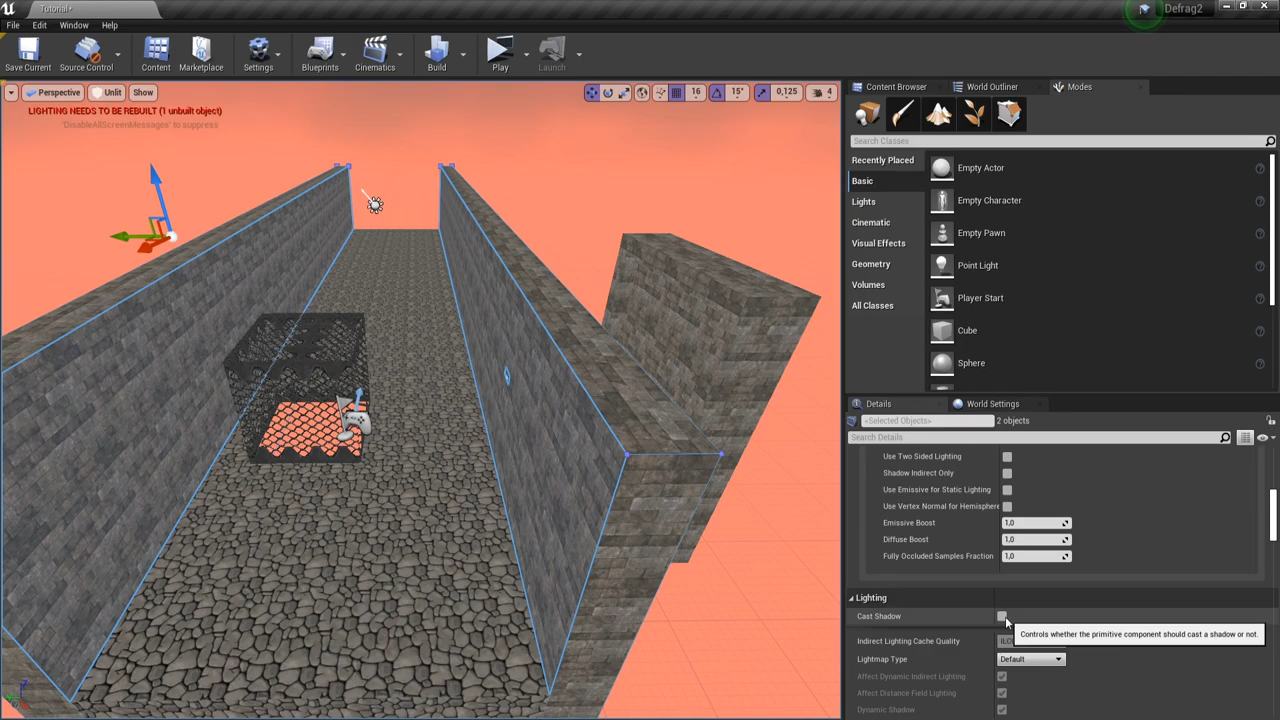 Tutorial*
Defrag2
File Edit Window Help
Save Current Source Control Content Marketplace Settings Blueprints Cinematics Build Play Launch
Perspective Unlit Show 16 15° 0,125 4
LIGHTING NEEDS TO BE REBUILT (1 unbuilt object)
'DisableAllScreenMessages' to suppress
Content Browser World Outliner Modes
Search Classes
Recently Placed
Basic
Lights
Cinematic
Visual Effects
Geometry
Volumes
All Classes
Empty Actor
Empty Character
Empty Pawn
Point Light
Player Start
Cube
Sphere
Details World Settings
<Selected Objects> 2 objects
Search Details
Use Two Sided Lighting
Shadow Indirect Only
Use Emissive for Static Lighting
Use Vertex Normal for Hemisphere
Emissive Boost 1,0
Diffuse Boost 1,0
Fully Occluded Samples Fraction 1,0
Lighting
Cast Shadow
Controls whether the primitive component should cast a shadow or not.
Indirect Lighting Cache Quality
Lightmap Type Default
Affect Dynamic Indirect Lighting
Affect Distance Field Lighting
Dynamic Shadow